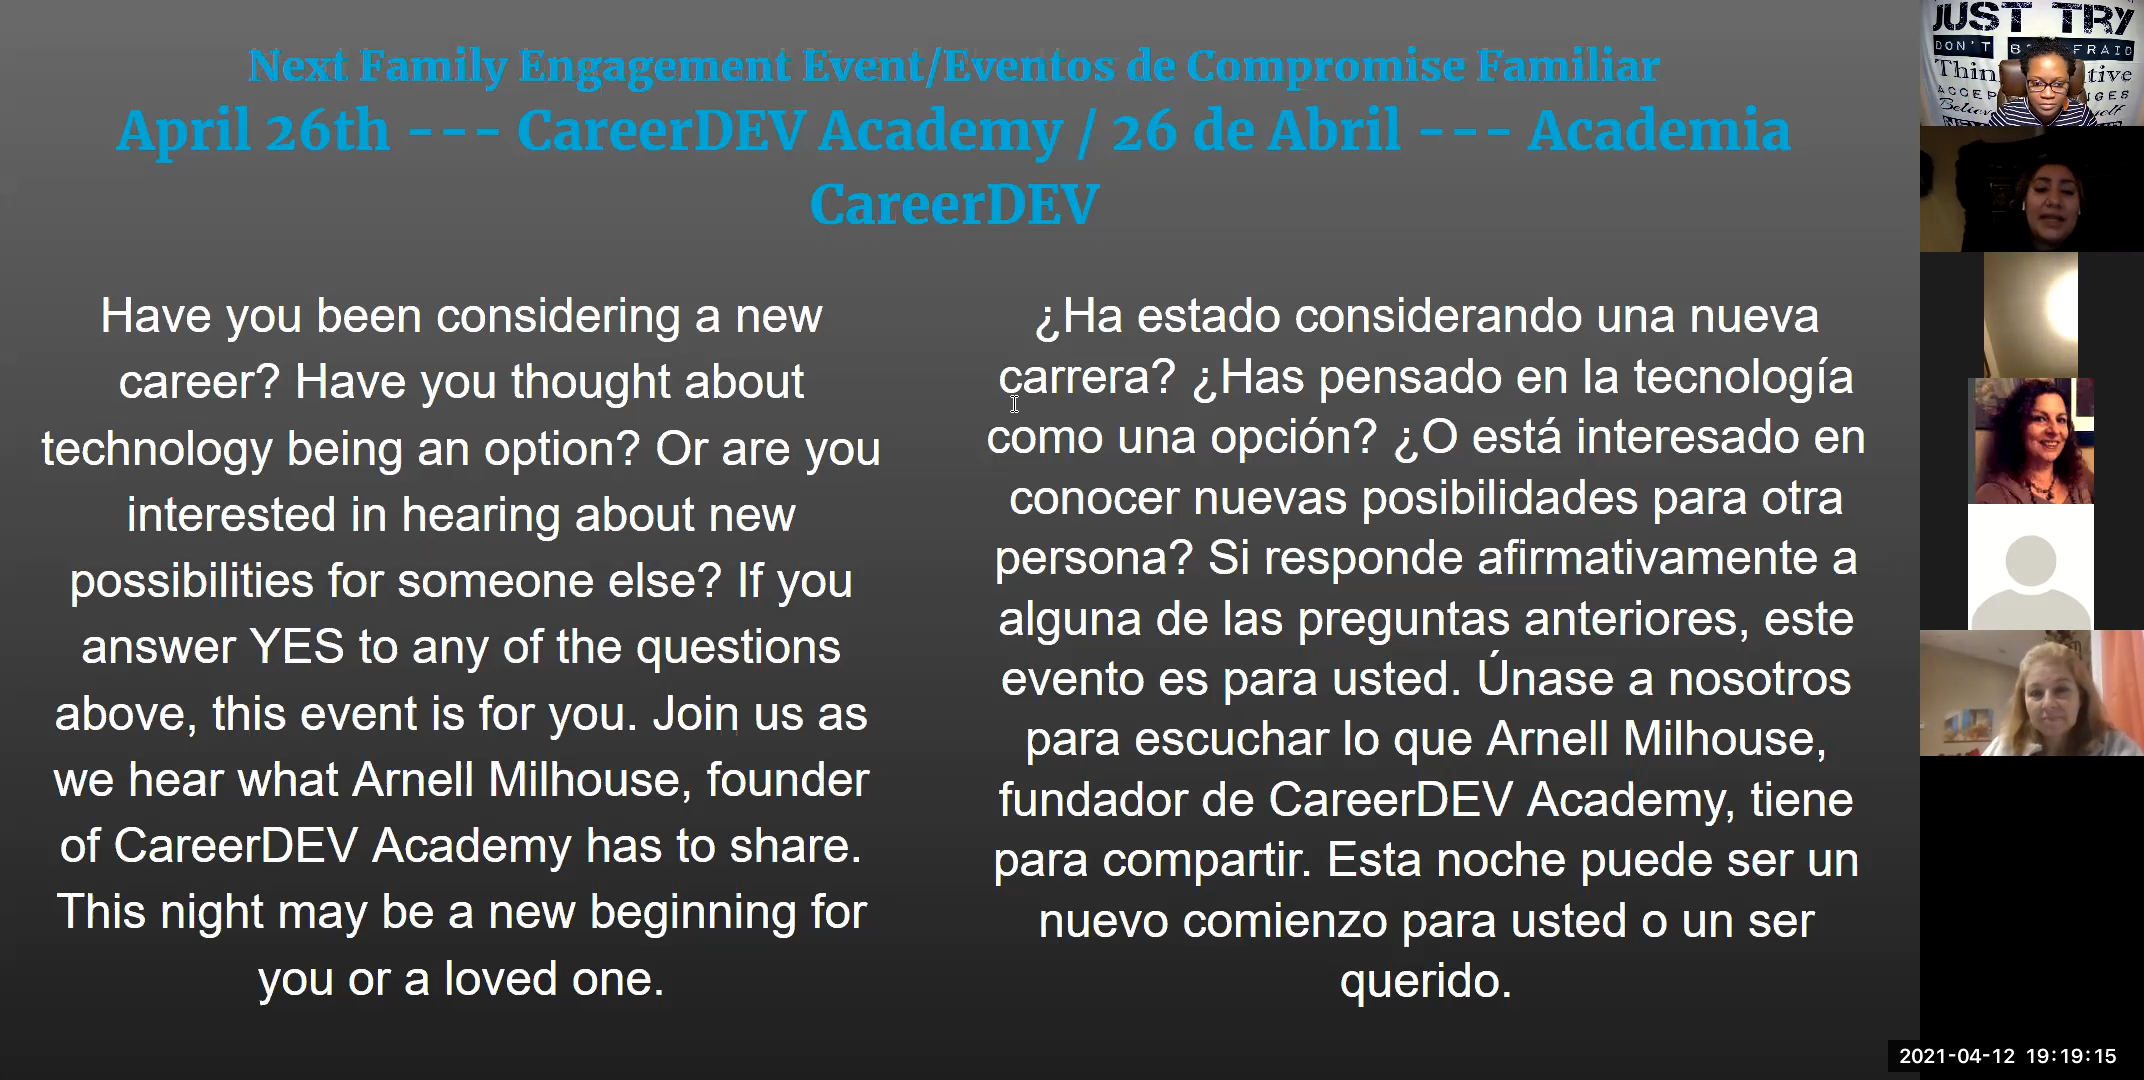 Next Family Engagement Event/Eventos de Compromise Familiar
April 26th --- CareerDEV Academy / 26 de Abril --- Academia
CareerDEV
Have you been considering a new
career? Have you thought about
technology being an option? Or are you
interested in hearing about new
possibilities for someone else? If you
answer YES to any of the questions
above, this event is for you. Join us as
we hear what Arnell Milhouse, founder
of CareerDEV Academy has to share.
This night may be a new beginning for
you or a loved one.
¿Ha estado considerando una nueva
carrera? ¿Has pensado en la tecnología
como una opción? ¿O está interesado en
conocer nuevas posibilidades para otra
persona? Si responde afirmativamente a
alguna de las preguntas anteriores, este
evento es para usted. Únase a nosotros
para escuchar lo que Arnell Milhouse,
fundador de CareerDEV Academy, tiene
para compartir. Esta noche puede ser un
nuevo comienzo para usted o un ser
querido.
JUST TRY
DON'T
2021-04-12 19:19:15